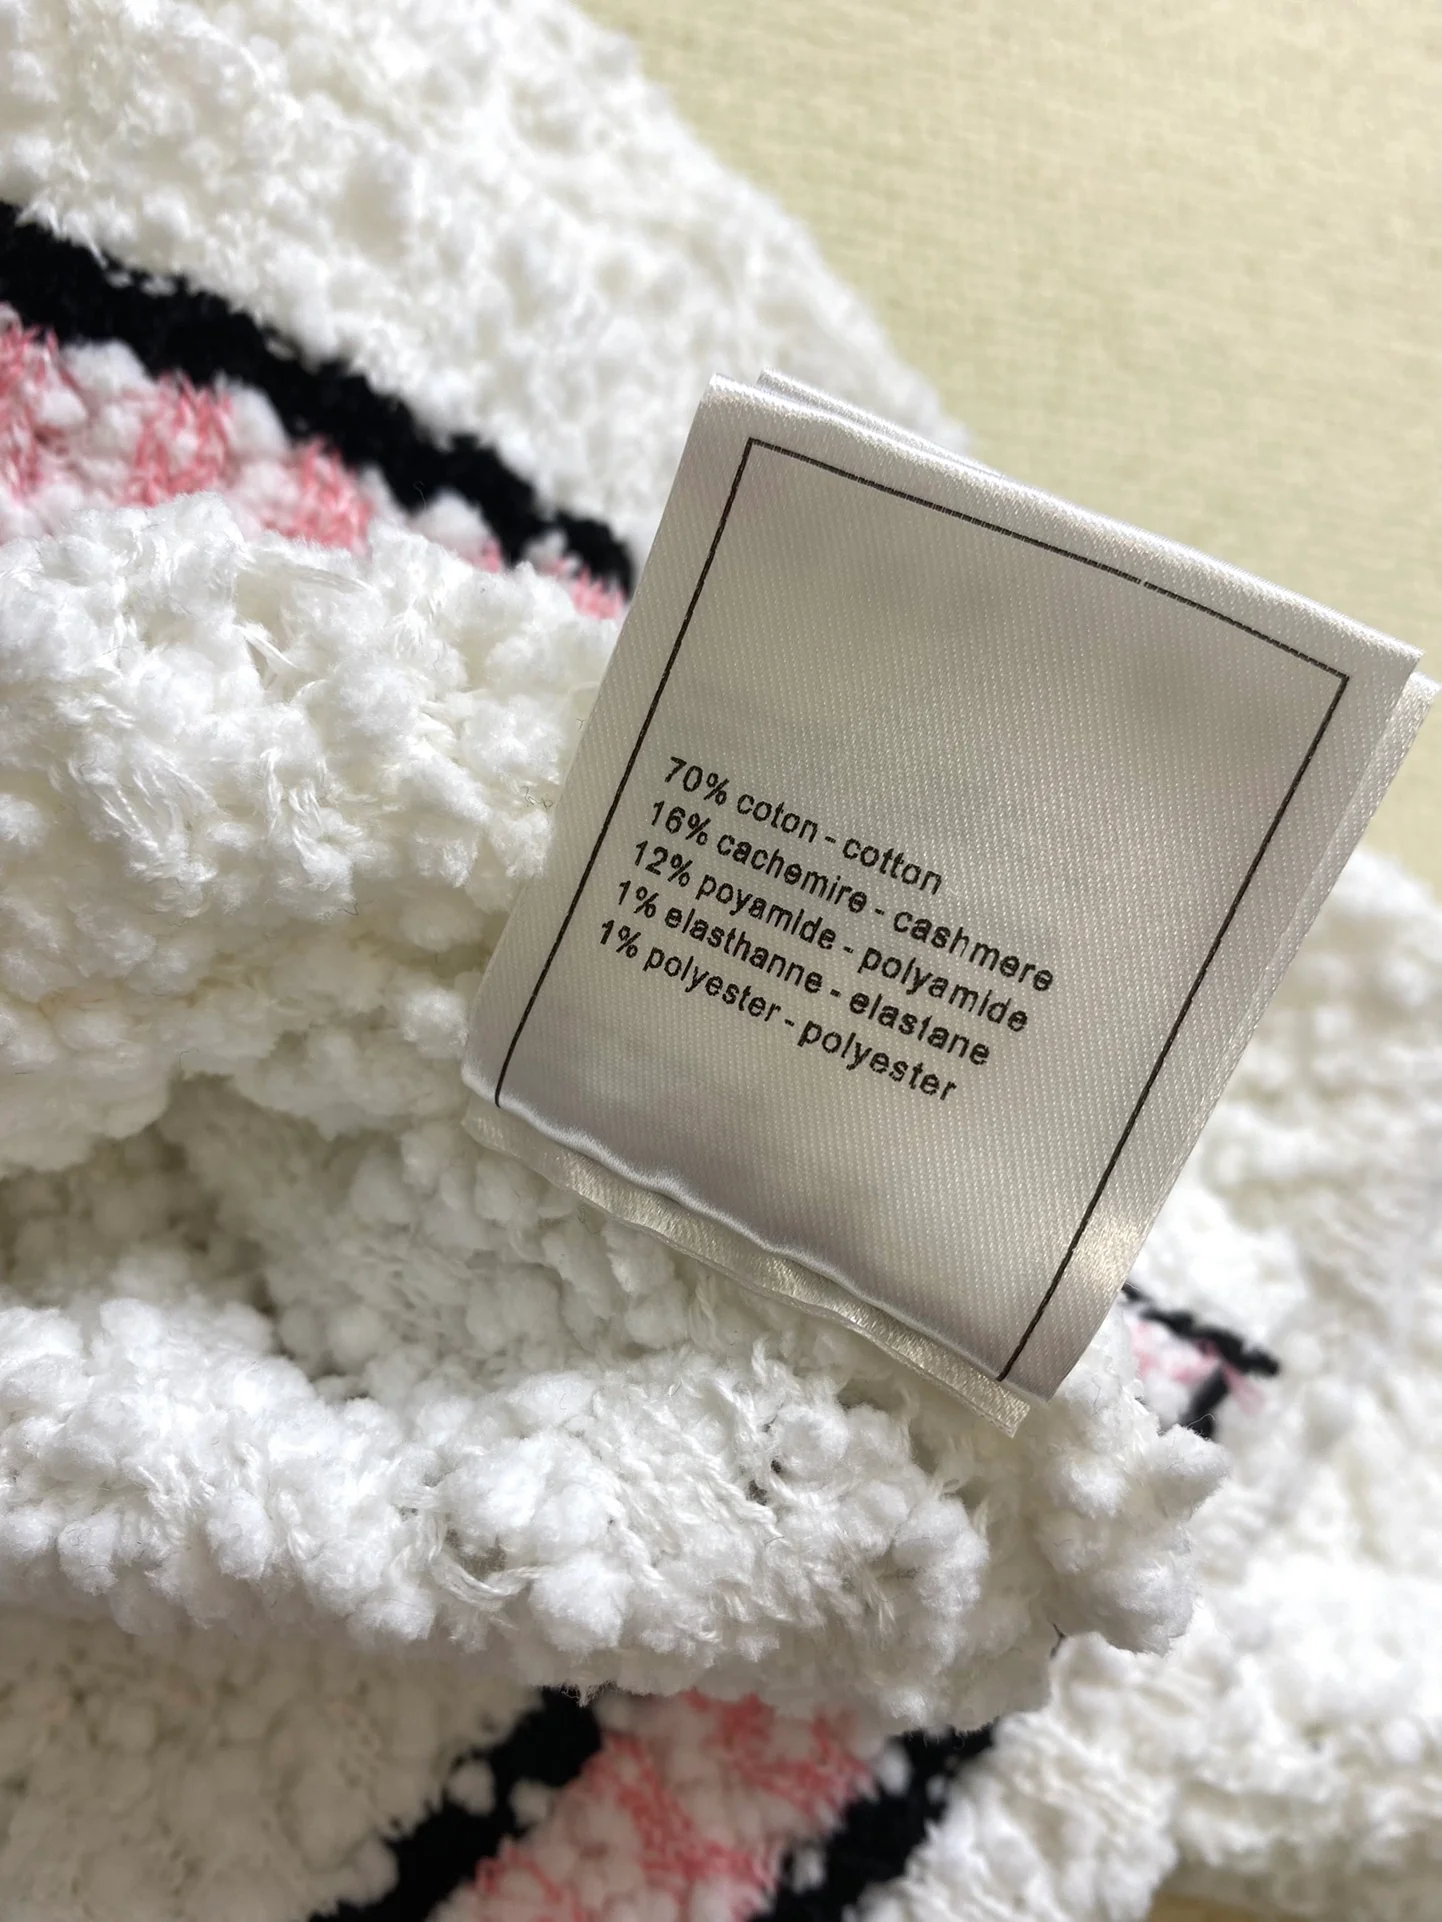 70% coton - cotton
16% cachemire - cashmere
12% poyamide - polyamide
1% elasthanne - elastane
1% polyester - polyester